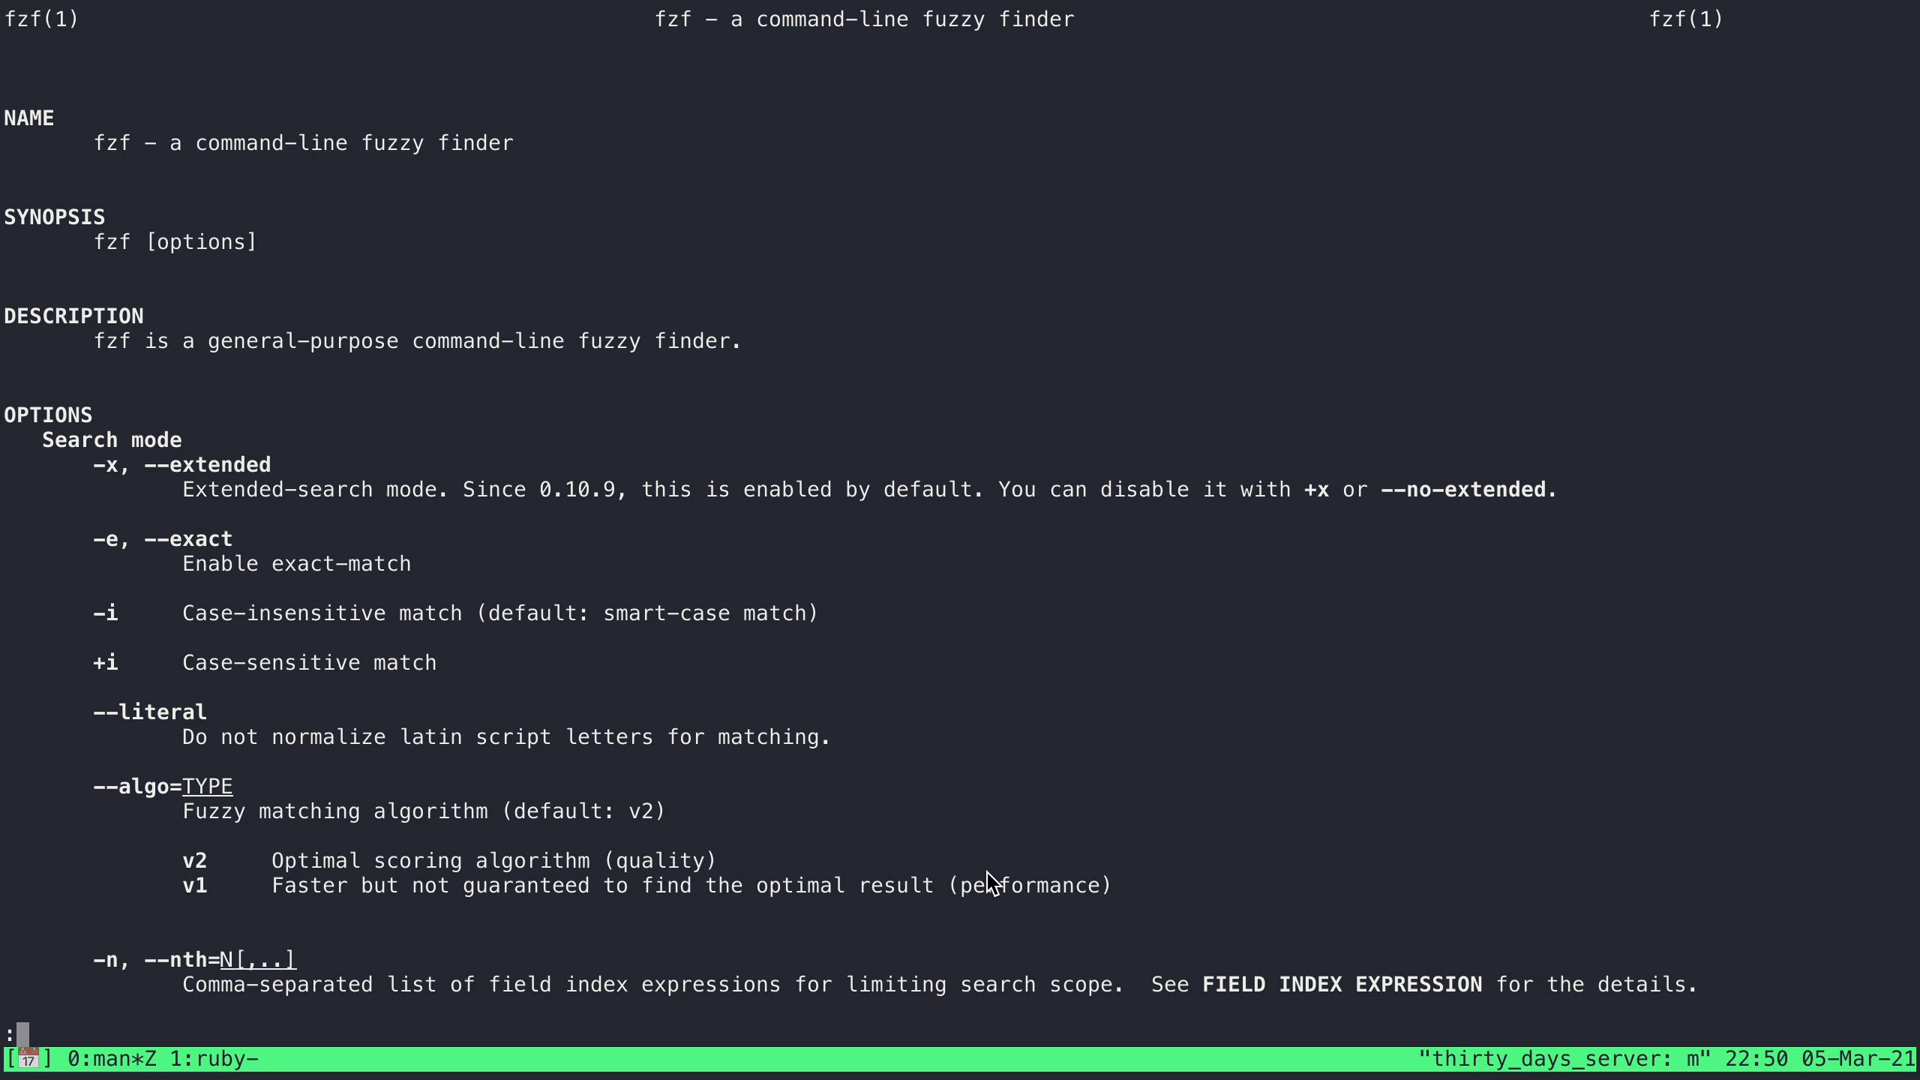 fzf(1) fzf - a command-line fuzzy finder fzf(1)
NAME
fzf - a command-line fuzzy finder
SYNOPSIS
fzf [options]
DESCRIPTION
fzf is a general-purpose command-line fuzzy finder.
OPTIONS
Search mode
-x, --extended
Extended-search mode. Since 0.10.9, this is enabled by default. You can disable it with +x or --no-extended.
-e, --exact
Enable exact-match
-i Case-insensitive match (default: smart-case match)
+i Case-sensitive match
--literal
Do not normalize latin script letters for matching.
--algo=TYPE
Fuzzy matching algorithm (default: v2)
v2 Optimal scoring algorithm (quality)
v1 Faster but not guaranteed to find the optimal result (performance)
-n, --nth=N[,..]
Comma-separated list of field index expressions for limiting search scope. See FIELD INDEX EXPRESSION for the details.
:
[📅] 0:man*Z 1:ruby- "thirty_days_server: m" 22:50 05-Mar-21